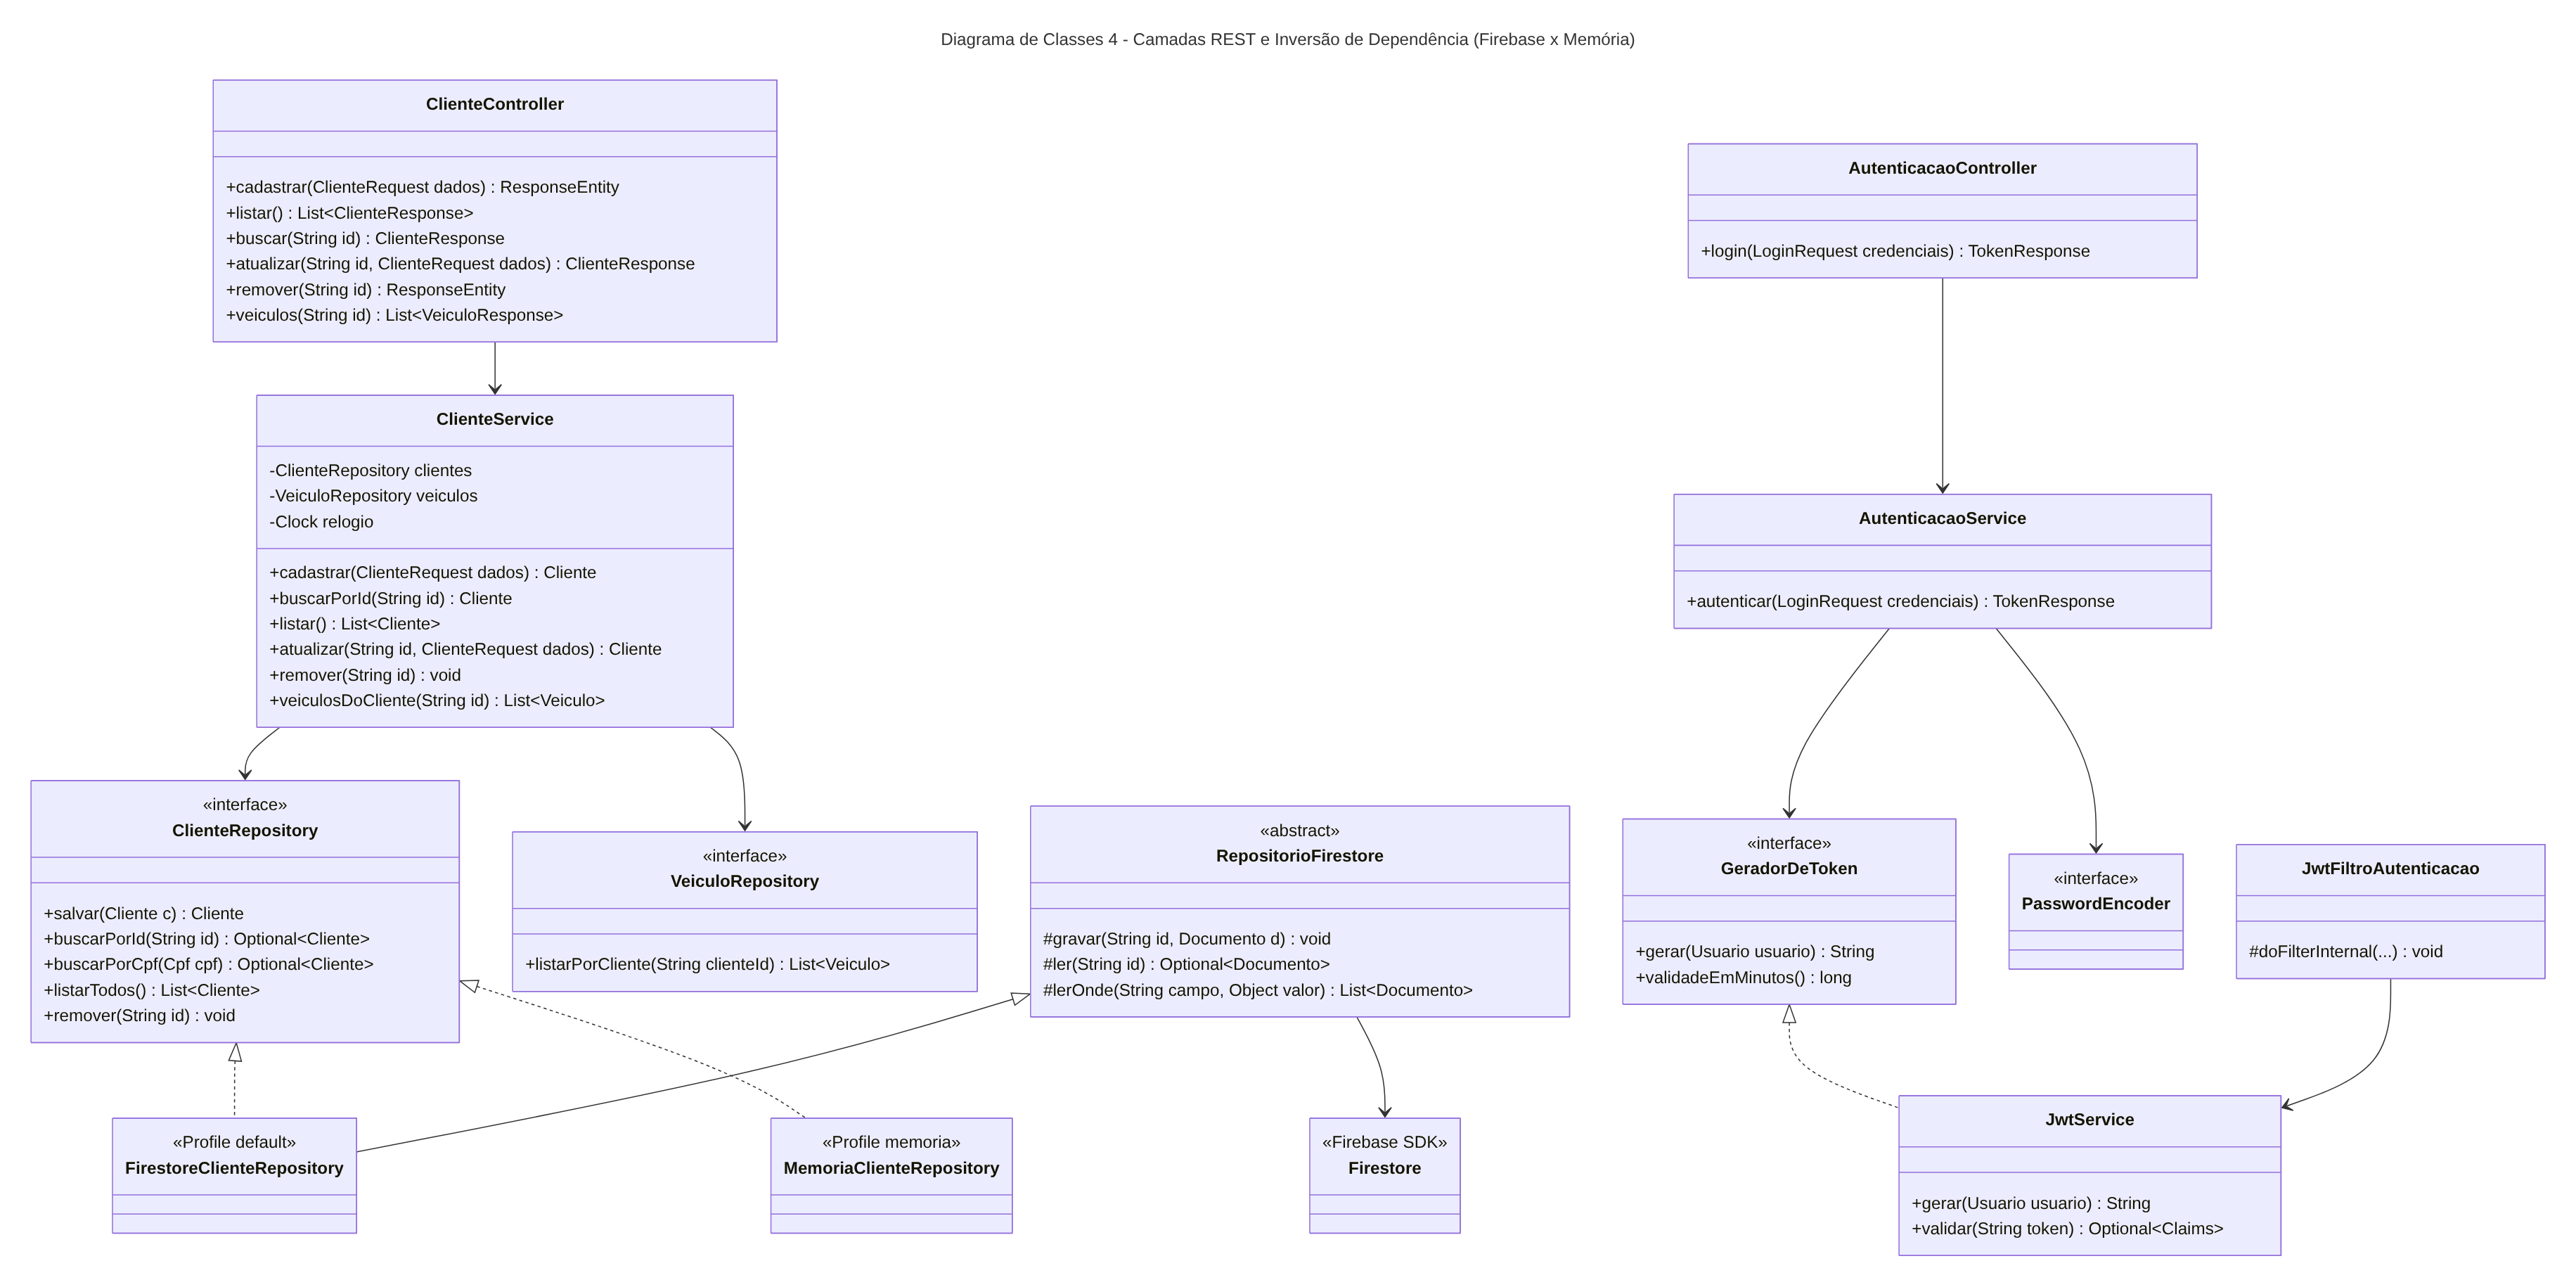 Diagrama de Classes 4 - Camadas REST e Inversão de Dependência (Firebase x Memória)
ClienteController
+cadastrar(ClienteRequest dados) : ResponseEntity
+listar() : List<ClienteResponse>
+buscar(String id) : ClienteResponse
+atualizar(String id, ClienteRequest dados) : ClienteResponse
+remover(String id) : ResponseEntity
+veiculos(String id) : List<VeiculoResponse>
AutenticacaoController
+login(LoginRequest credenciais) : TokenResponse
ClienteService
-ClienteRepository clientes
-VeiculoRepository veiculos
-Clock relogio
+cadastrar(ClienteRequest dados) : Cliente
+buscarPorId(String id) : Cliente
+listar() : List<Cliente>
+atualizar(String id, ClienteRequest dados) : Cliente
+remover(String id) : void
+veiculosDoCliente(String id) : List<Veiculo>
AutenticacaoService
+autenticar(LoginRequest credenciais) : TokenResponse
«interface»
ClienteRepository
+salvar(Cliente c) : Cliente
+buscarPorId(String id) : Optional<Cliente>
+buscarPorCpf(Cpf cpf) : Optional<Cliente>
+listarTodos() : List<Cliente>
+remover(String id) : void
«interface»
VeiculoRepository
+listarPorCliente(String clienteId) : List<Veiculo>
«abstract»
RepositorioFirestore
#gravar(String id, Documento d) : void
#ler(String id) : Optional<Documento>
#lerOnde(String campo, Object valor) : List<Documento>
«interface»
GeradorDeToken
+gerar(Usuario usuario) : String
+validadeEmMinutos() : long
«interface»
PasswordEncoder
JwtFiltroAutenticacao
#doFilterInternal(...) : void
«Profile default»
FirestoreClienteRepository
«Profile memoria»
MemoriaClienteRepository
«Firebase SDK»
Firestore
JwtService
+gerar(Usuario usuario) : String
+validar(String token) : Optional<Claims>